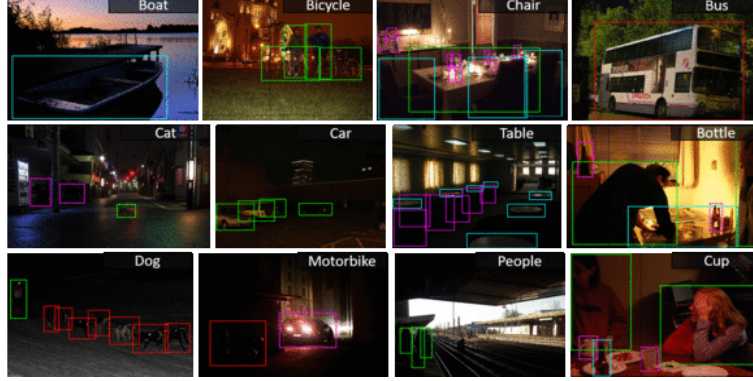 Boat
Bicycle
Chair
Bus
Cat
Car
Table
Bottle
Dog
Motorbike
People
Cup